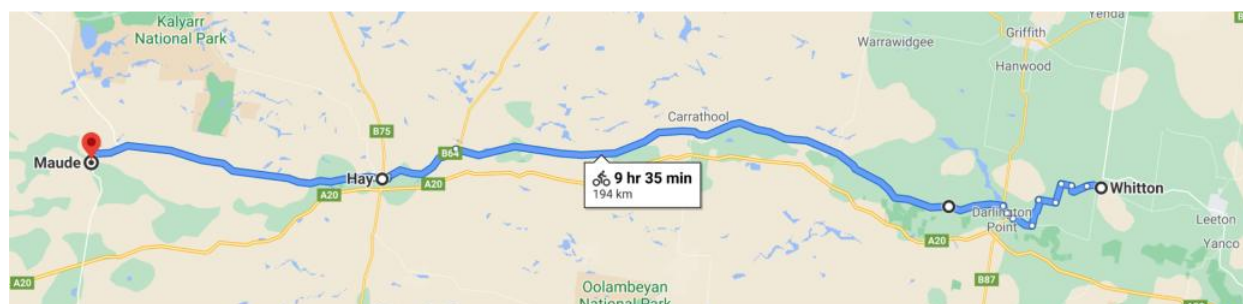 Kalyarr
National Park
Yenda
Griffith
Warrawidgee
Hanwood
B75
Carrathool
Maude
B64
9 hr 35 min
194 km
Hay
A20
A20
Whitton
Darlington
Point
Leeton
A20
Yanco
A20
B87
Oolambeyan
National Park